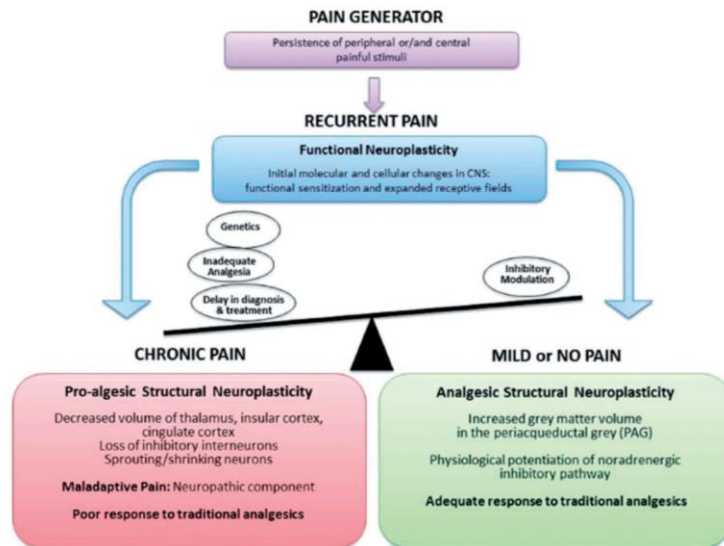 PAIN GENERATOR
Persistence of peripheral or/and central
painful stimuli
RECURRENT PAIN
Functional Neuroplasticity
Initial molecular and cellular changes in CNS:
functional sensitization and expanded receptive fields
Genetics
Inadequate
Analgesia
Delay in diagnosis
& treatment
Inhibitory
Modulation
CHRONIC PAIN
Pro-algesic Structural Neuroplasticity
Decreased volume of thalamus, insular cortex,
cingulate cortex
Loss of inhibitory interneurons
Sprouting/shrinking neurons
Maladaptive Pain: Neuropathic component
Poor response to traditional analgesics
MILD or NO PAIN
Analgesic Structural Neuroplasticity
Increased grey matter volume
in the periacqueductal grey (PAG)
Physiological potentiation of noradrenergic
inhibitory pathway
Adequate response to traditional analgesics